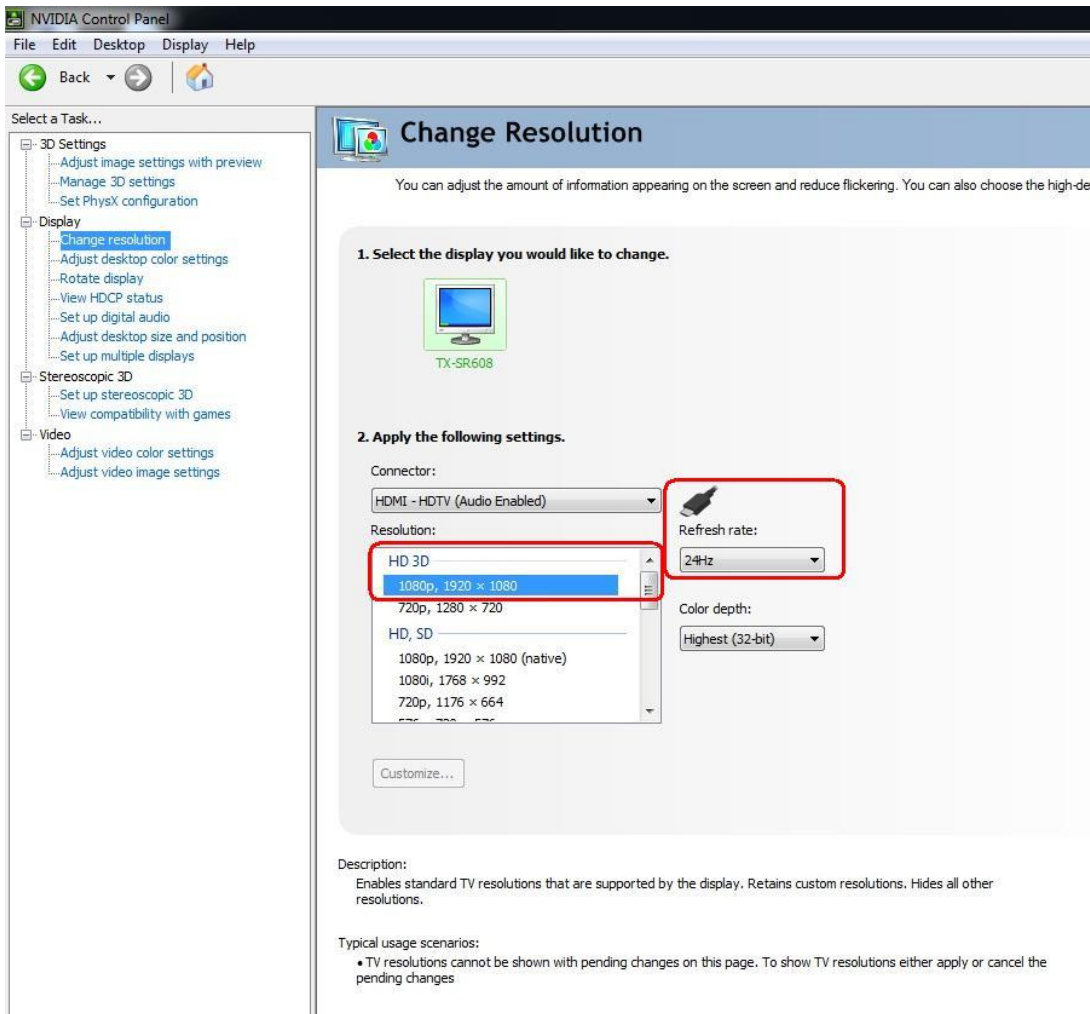 NVIDIA Control Panel
File Edit Desktop Display Help
Back
Select a Task...
3D Settings
Adjust image settings with preview
Manage 3D settings
Set PhysX configuration
Display
Change resolution
Adjust desktop color settings
Rotate display
View HDCP status
Set up digital audio
Adjust desktop size and position
Set up multiple displays
Stereoscopic 3D
Set up stereoscopic 3D
View compatibility with games
Video
Adjust video color settings
Adjust video image settings
Change Resolution
You can adjust the amount of information appearing on the screen and reduce flickering. You can also choose the high-de
1. Select the display you would like to change.
TX-SR608
2. Apply the following settings.
Connector:
HDMI - HDTV (Audio Enabled)
Resolution:
HD 3D
1080p, 1920 × 1080
720p, 1280 × 720
HD, SD
1080p, 1920 × 1080 (native)
1080i, 1768 × 992
720p, 1176 × 664
Refresh rate:
24Hz
Color depth:
Highest (32-bit)
Customize...
Description:
Enables standard TV resolutions that are supported by the display. Retains custom resolutions. Hides all other
resolutions.
Typical usage scenarios:
• TV resolutions cannot be shown with pending changes on this page. To show TV resolutions either apply or cancel the
pending changes